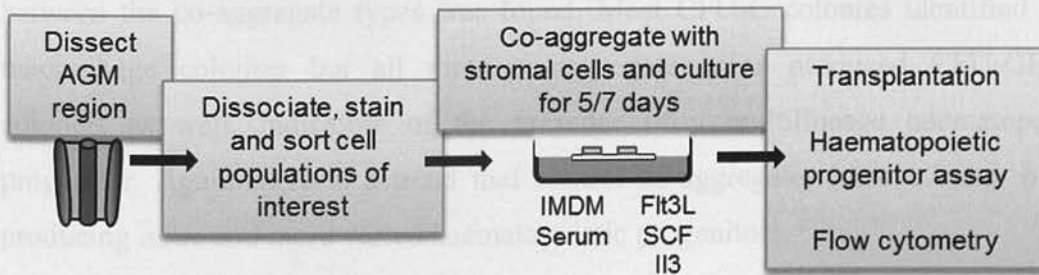 Dissect
AGM
region
Dissociate, stain
and sort cell
populations of
interest
Co-aggregate with
stromal cells and culture
for 5/7 days
IMDM Flt3L
Serum SCF
Il3
Transplantation
Haematopoietic
progenitor assay
Flow cytometry